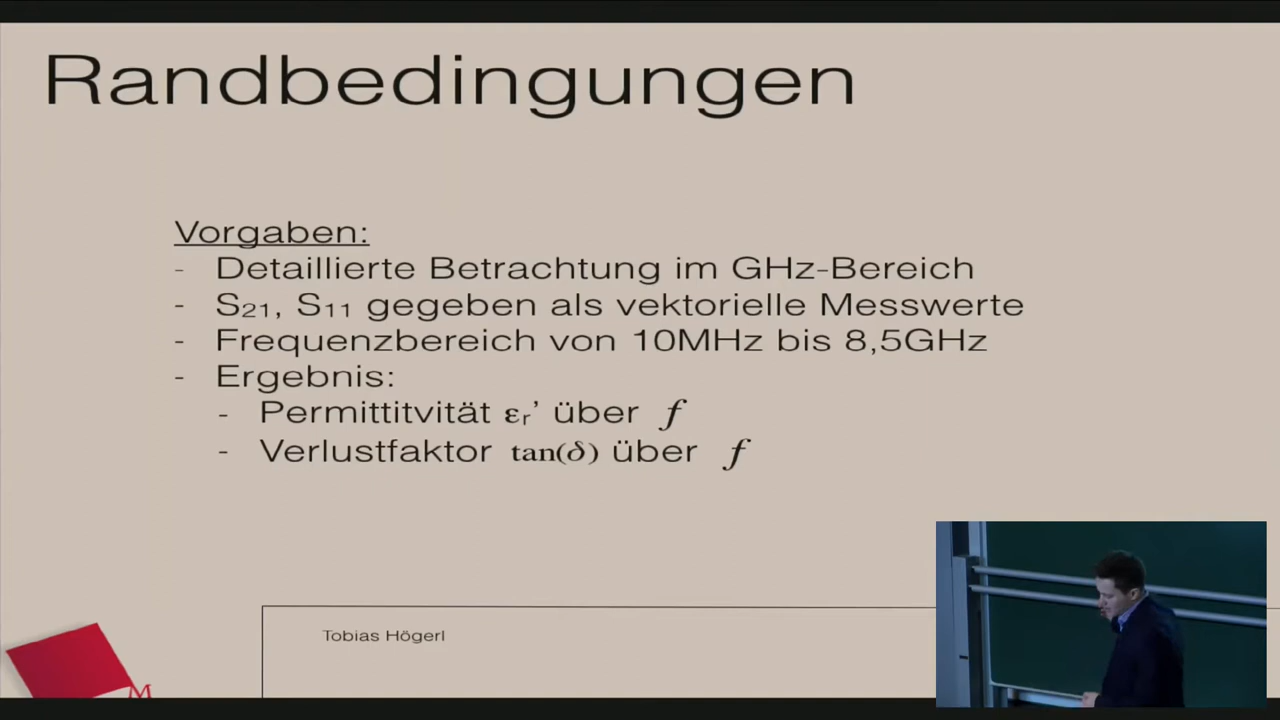 Randbedingungen
Vorgaben:
- Detaillierte Betrachtung im GHz-Bereich
- S₂₁, S₁₁ gegeben als vektorielle Messwerte
- Frequenzbereich von 10MHz bis 8,5GHz
- Ergebnis:
- Permittitvität εᵣ’ über f
- Verlustfaktor tan(δ) über f
Tobias Högerl
M